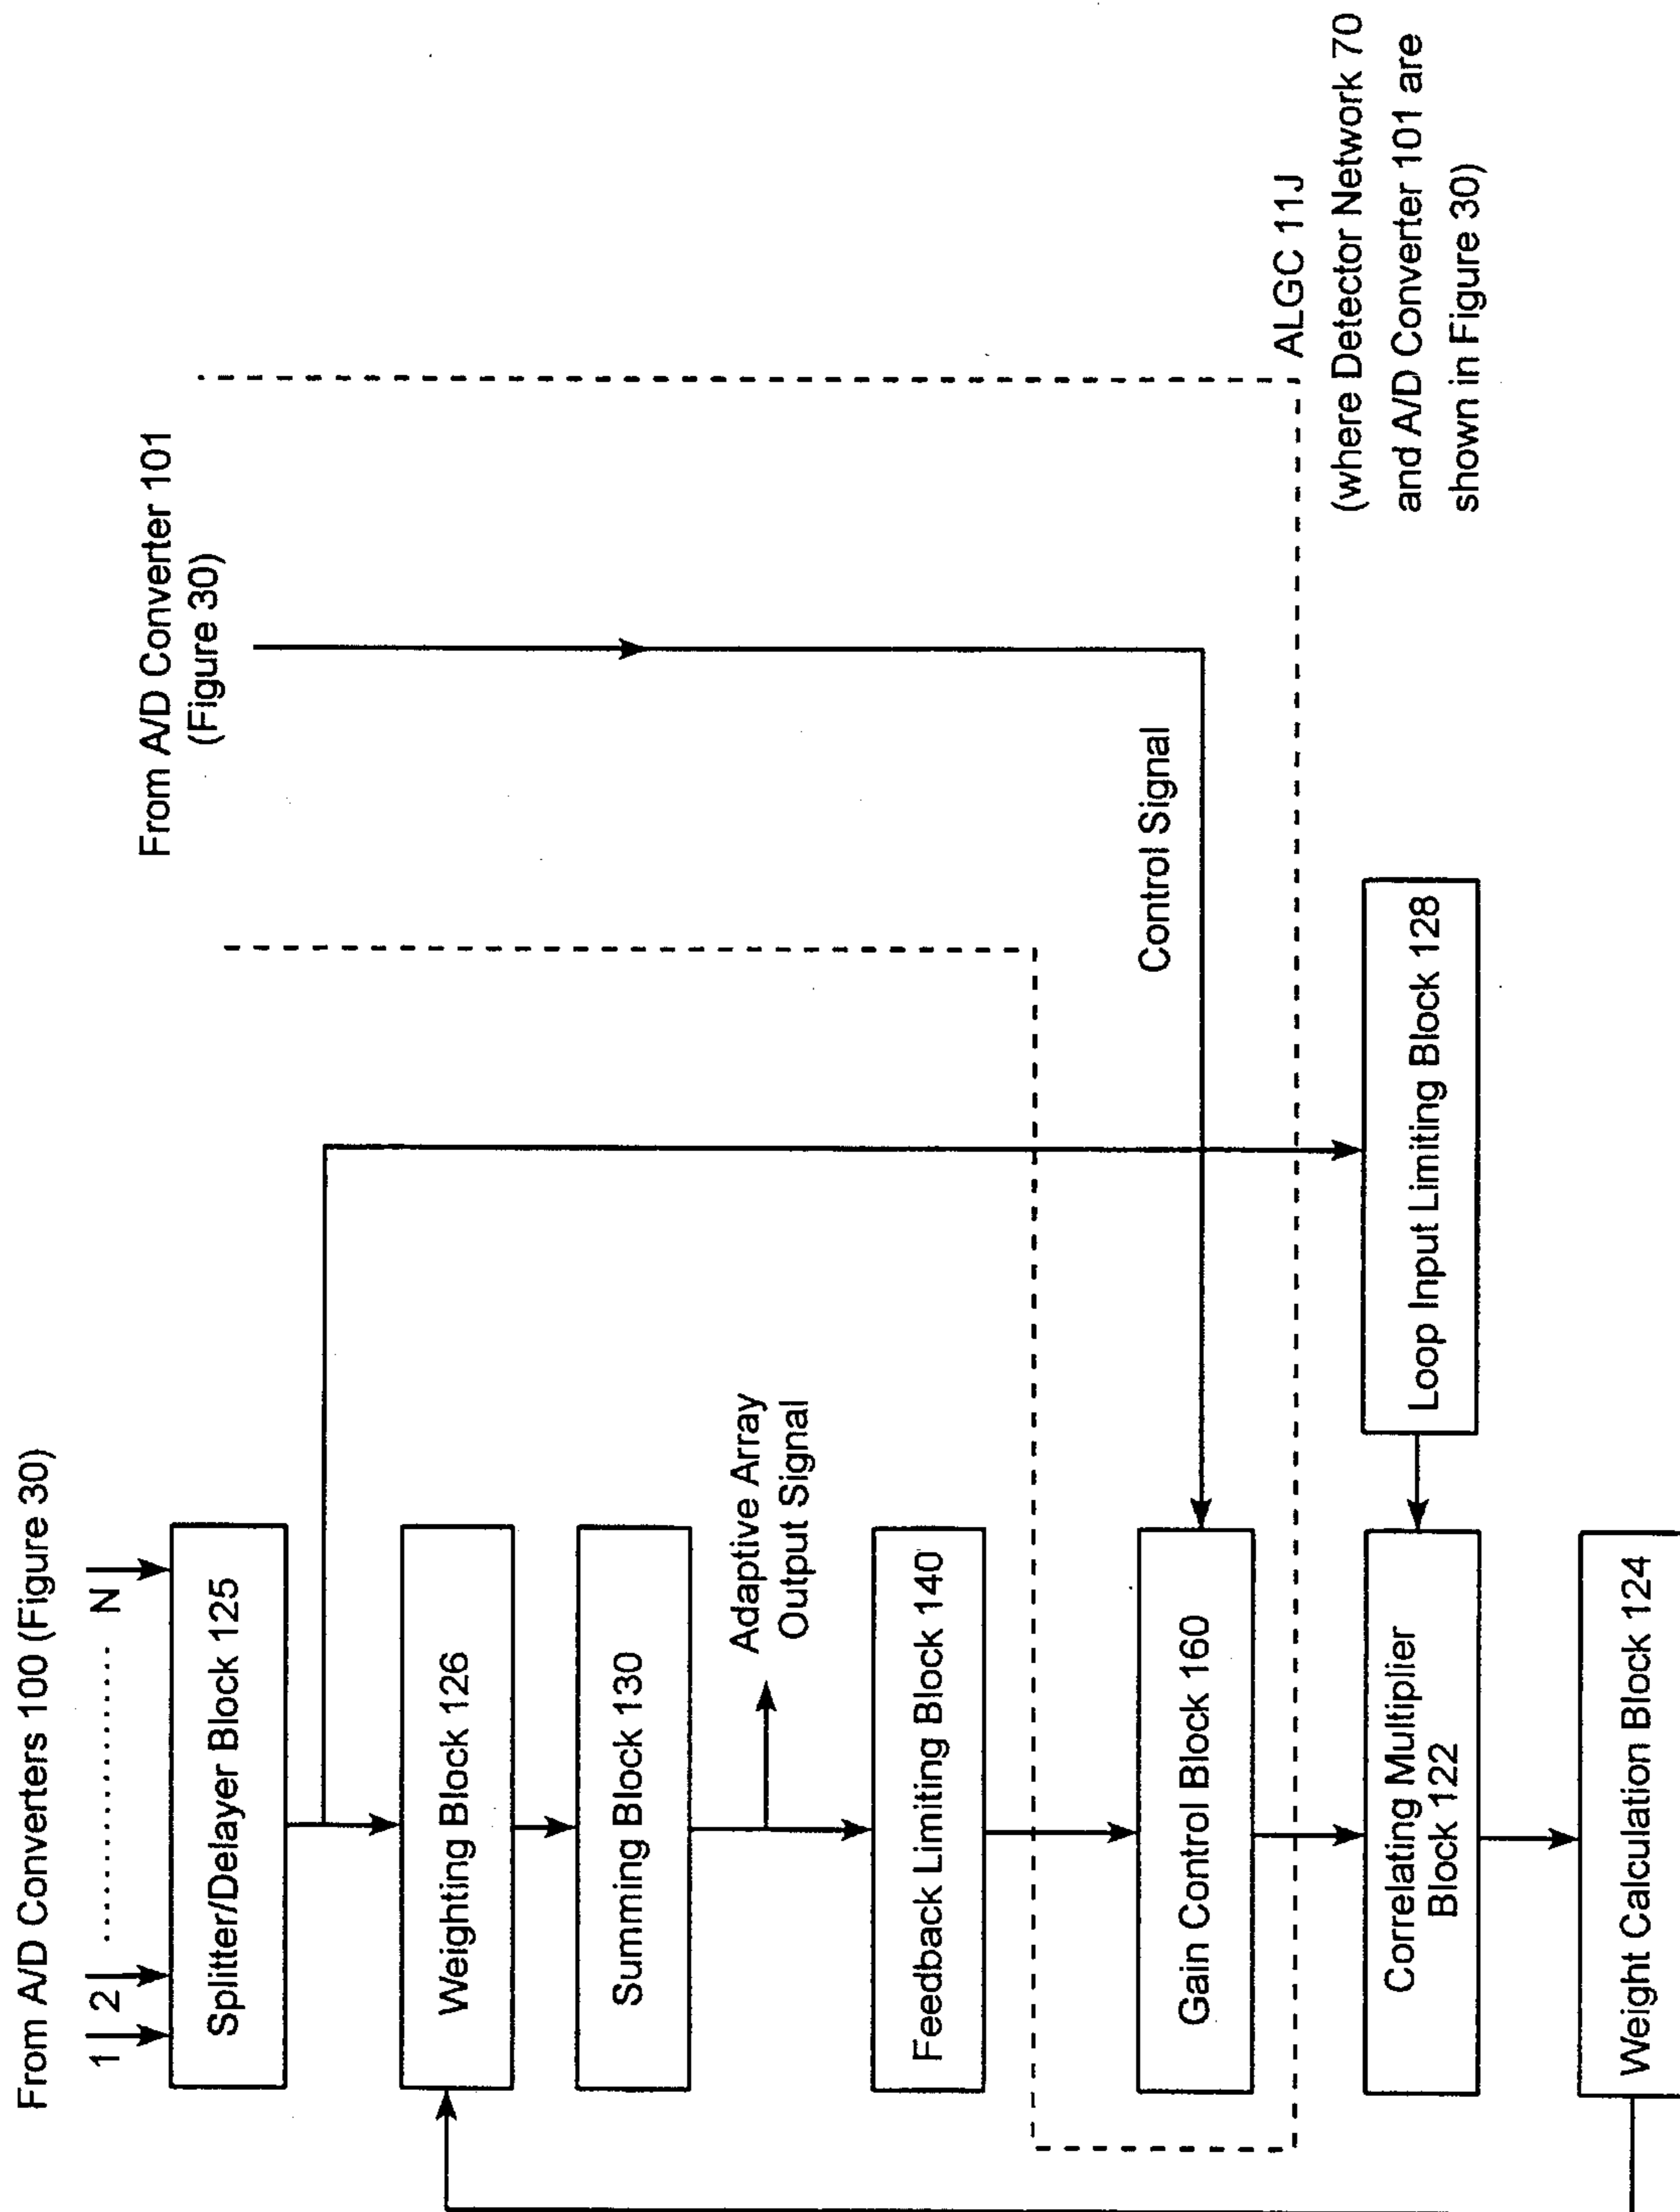 From A/D Converters 100 (Figure 30)
1 2 ................ N
Splitter/Delayer Block 125
Weighting Block 126
Summing Block 130
Adaptive Array
Output Signal
Feedback Limiting Block 140
Gain Control Block 160
Correlating Multiplier
Block 122
Weight Calculation Block 124
From A/D Converter 101
(Figure 30)
Control Signal
Loop Input Limiting Block 128
ALGC 11J
(where Detector Network 70
and A/D Converter 101 are
shown in Figure 30)